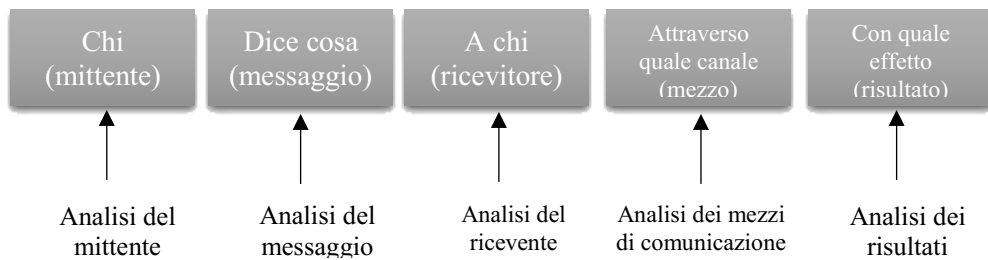 Chi
(mittente)
Dice cosa
(messaggio)
A chi
(ricevitore)
Attraverso
quale canale
(mezzo)
Con quale
effetto
(risultato)
Analisi del
mittente
Analisi del
messaggio
Analisi del
ricevente
Analisi dei mezzi
di comunicazione
Analisi dei
risultati